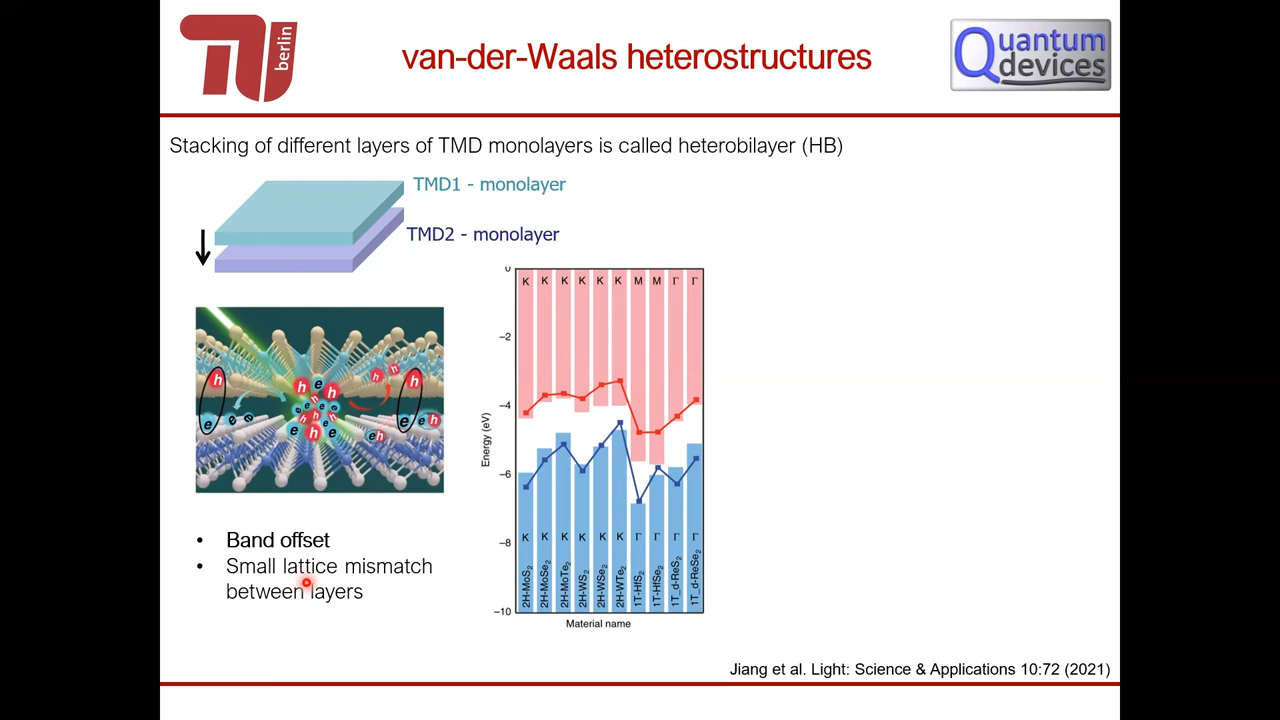 berlin
van-der-Waals heterostructures
Quantum
devices
Stacking of different layers of TMD monolayers is called heterobilayer (HB)
TMD1 - monolayer
TMD2 - monolayer
h
h
h
h
h
e
h
h
h
e
e
e
e
e
h
h
eh
Band offset
Small lattice mismatch
between layers
0
−2
−4
−6
−8
−10
Energy (eV)
K K K K K K M M Γ Γ
K K K K K K Γ Γ Γ Γ
2H-MoS2
2H-MoSe2
2H-MoTe2
2H-WS2
2H-WSe2
2H-WTe2
1T-HfS2
1T-HfSe2
1T_d-ReS2
1T_d-ReSe2
Material name
Jiang et al. Light: Science & Applications 10:72 (2021)